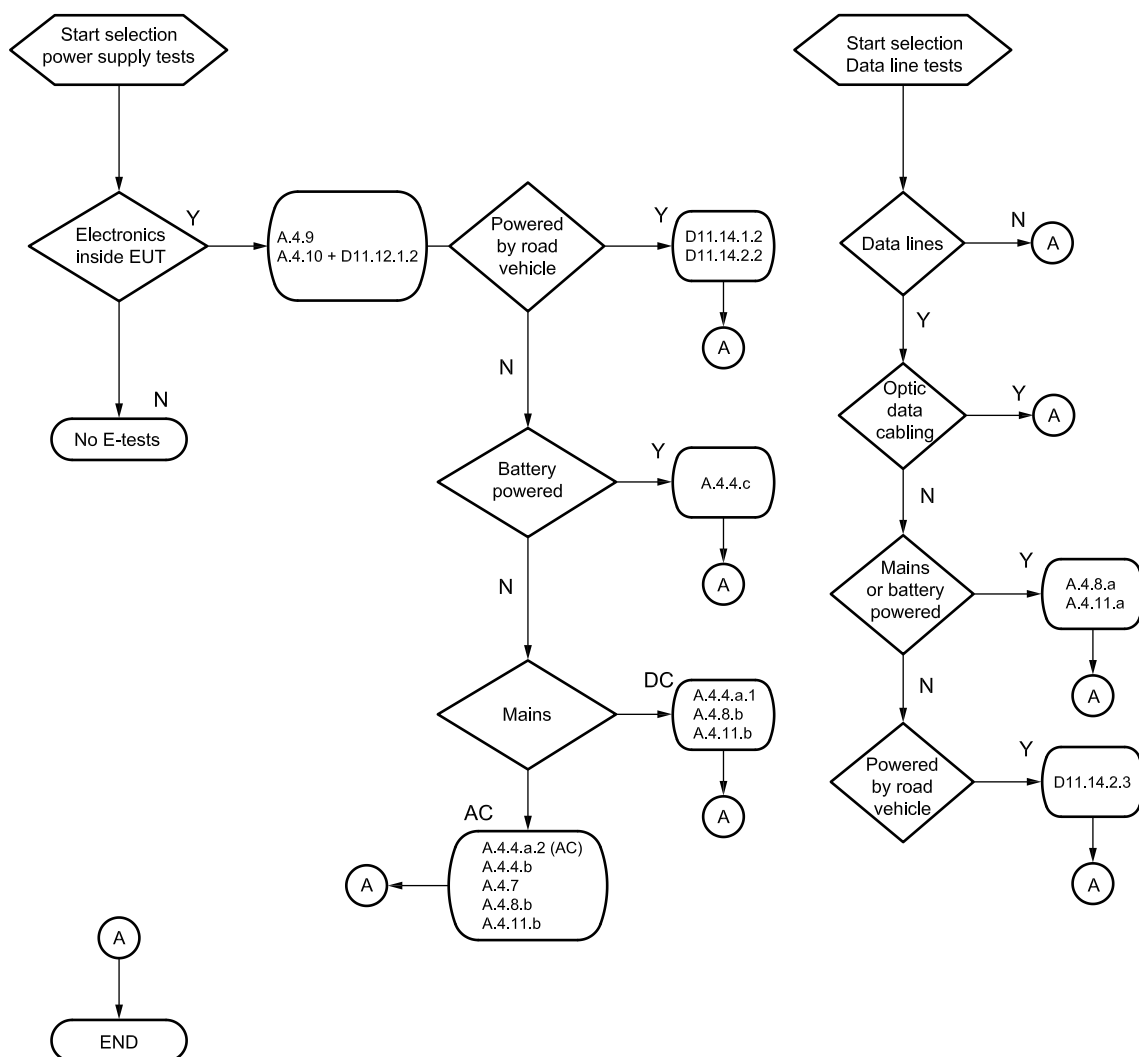 Start selection
power supply tests
Electronics
inside EUT
Y
N
No E-tests
A.4.9
A.4.10 + D11.12.1.2
Powered
by road
vehicle
Y
D11.14.1.2
D11.14.2.2
A
N
Battery
powered
Y
A.4.4.c
A
N
Mains
DC
A.4.4.a.1
A.4.8.b
A.4.11.b
A
AC
A.4.4.a.2 (AC)
A.4.4.b
A.4.7
A.4.8.b
A.4.11.b
A
A
END
Start selection
Data line tests
Data lines
N
A
Y
Optic
data
cabling
Y
A
N
Mains
or battery
powered
Y
A.4.8.a
A.4.11.a
A
N
Powered
by road
vehicle
Y
D11.14.2.3
A